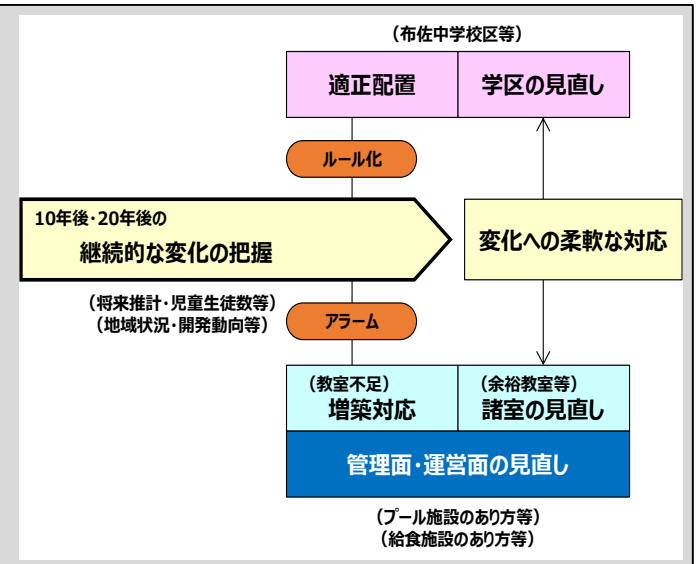 （布佐中学校区等）
適正配置
学区の見直し
ルール化
10年後・20年後の
継続的な変化の把握
変化への柔軟な対応
（将来推計・児童生徒数等）
（地域状況・開発動向等）
アラーム
（教室不足）
増築対応
（余裕教室等）
諸室の見直し
管理面・運営面の見直し
（プール施設のあり方等）
（給食施設のあり方等）